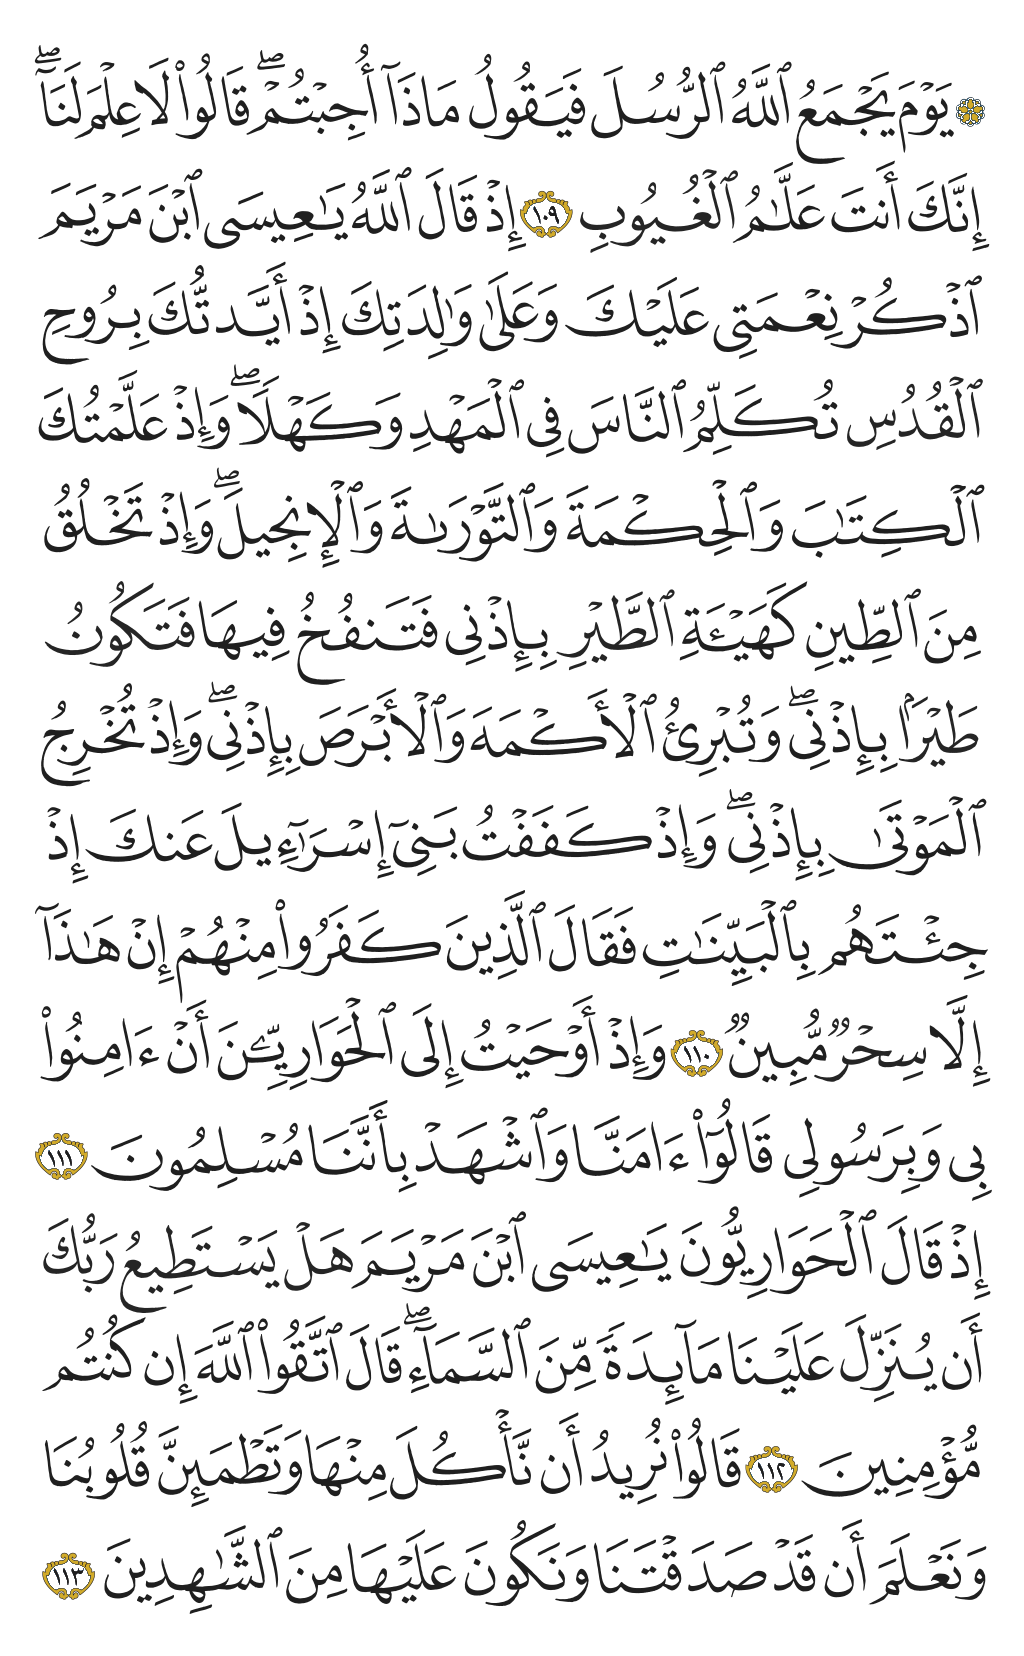 ۞ يَوْمَ يَجْمَعُ ٱللَّهُ ٱلرُّسُلَ فَيَقُولُ مَاذَآ أُجِبْتُمْۖ قَالُوا۟ لَا عِلْمَ لَنَآۖ
إِنَّكَ أَنتَ عَلَّـٰمُ ٱلْغُيُوبِ ١٠٩ إِذْ قَالَ ٱللَّهُ يَـٰعِيسَى ٱبْنَ مَرْيَمَ
ٱذْكُرْ نِعْمَتِى عَلَيْكَ وَعَلَىٰ وَٰلِدَتِكَ إِذْ أَيَّدتُّكَ بِرُوحِ
ٱلْقُدُسِ تُكَلِّمُ ٱلنَّاسَ فِى ٱلْمَهْدِ وَكَهْلًاۖ وَإِذْ عَلَّمْتُكَ
ٱلْكِتَـٰبَ وَٱلْحِكْمَةَ وَٱلتَّوْرَىٰةَ وَٱلْإِنجِيلَۖ وَإِذْ تَخْلُقُ
مِنَ ٱلطِّينِ كَهَيْـَٔةِ ٱلطَّيْرِ بِإِذْنِى فَتَنفُخُ فِيهَا فَتَكُونُ
طَيْرًۢا بِإِذْنِىۖ وَتُبْرِئُ ٱلْأَكْمَهَ وَٱلْأَبْرَصَ بِإِذْنِىۖ وَإِذْ تُخْرِجُ
ٱلْمَوْتَىٰ بِإِذْنِىۖ وَإِذْ كَفَفْتُ بَنِىٓ إِسْرَـٰٓءِيلَ عَنكَ إِذْ
جِئْتَهُم بِٱلْبَيِّنَـٰتِ فَقَالَ ٱلَّذِينَ كَفَرُوا۟ مِنْهُمْ إِنْ هَـٰذَآ
إِلَّا سِحْرٌ مُّبِينٌ ١١٠ وَإِذْ أَوْحَيْتُ إِلَى ٱلْحَوَارِيِّـۧنَ أَنْ ءَامِنُوا۟
بِى وَبِرَسُولِى قَالُوٓا۟ ءَامَنَّا وَٱشْهَدْ بِأَنَّنَا مُسْلِمُونَ ١١١
إِذْ قَالَ ٱلْحَوَارِيُّونَ يَـٰعِيسَى ٱبْنَ مَرْيَمَ هَلْ يَسْتَطِيعُ رَبُّكَ
أَن يُنَزِّلَ عَلَيْنَا مَآئِدَةً مِّنَ ٱلسَّمَآءِۖ قَالَ ٱتَّقُوا۟ ٱللَّهَ إِن كُنتُم
مُّؤْمِنِينَ ١١٢ قَالُوا۟ نُرِيدُ أَن نَّأْكُلَ مِنْهَا وَتَطْمَئِنَّ قُلُوبُنَا
وَنَعْلَمَ أَن قَدْ صَدَقْتَنَا وَنَكُونَ عَلَيْهَا مِنَ ٱلشَّـٰهِدِينَ ١١٣